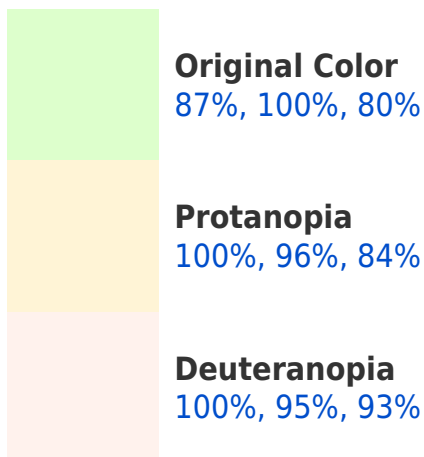 Original Color
87%, 100%, 80%
Protanopia
100%, 96%, 84%
Deuteranopia
100%, 95%, 93%